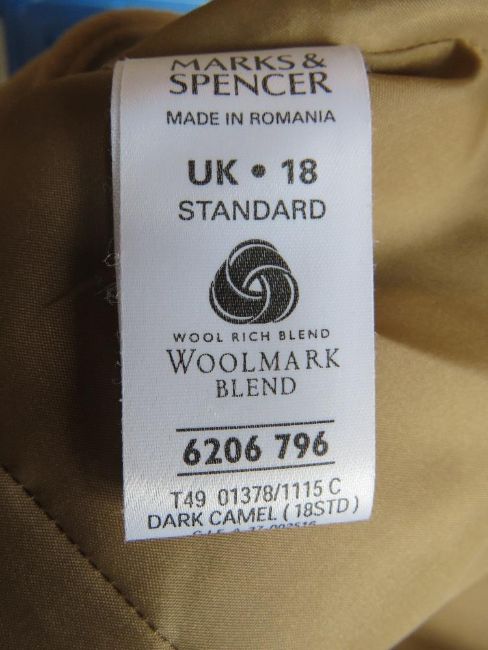 MARKS &
SPENCER
MADE IN ROMANIA
UK • 18
STANDARD
WOOL RICH BLEND
WOOLMARK
BLEND
6206 796
T49 01378/1115 C
DARK CAMEL (18STD)